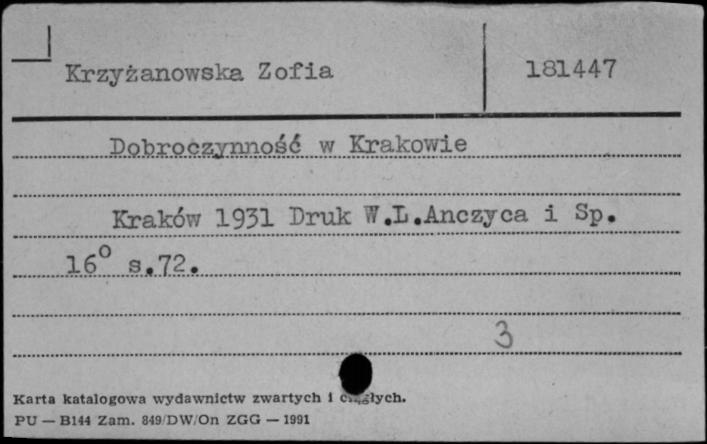 Krzyżanowska Zofia 181447
Dobroczynność w Krakowie
Kraków 1931 Druk W.L.Anczyca i Sp.
16° s.72.
3
Karta katalogowa wydawnictw zwartych i
PU — B144 Zam. 849/DW/On ZGG — 1991